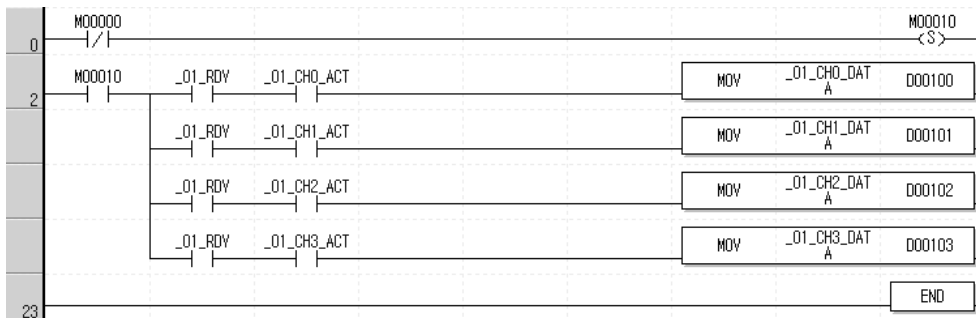 M00000 M00010
0 (S)
M00010 _01_RDY _01_CH0_ACT MOV _01_CH0_DAT D00100
2 A
_01_RDY _01_CH1_ACT MOV _01_CH1_DAT D00101
A
_01_RDY _01_CH2_ACT MOV _01_CH2_DAT D00102
A
_01_RDY _01_CH3_ACT MOV _01_CH3_DAT D00103
A
END
23